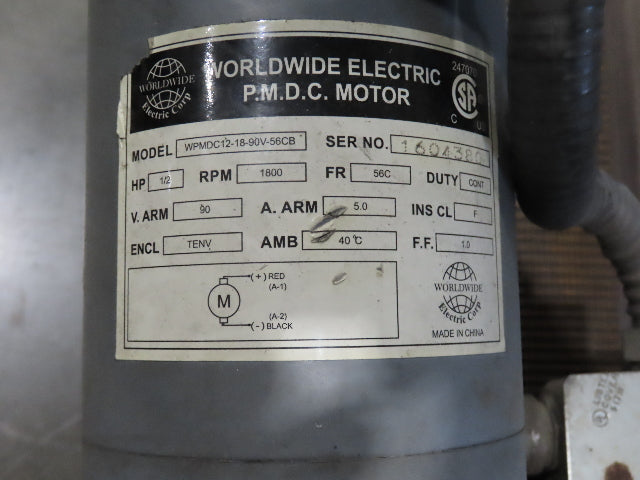 WORLDWIDE
Electric Corp
WORLDWIDE ELECTRIC
P.M.D.C. MOTOR
C U
MODEL WPMDC12-18-90V-56CB SER NO.
HP 1/2 RPM 1800 FR 56C DUTY CONT
V. ARM 90 A. ARM 5.0 INS CL F
ENCL TENV AMB 40°C F.F. 1.0
(+) RED
(A-1)
M
(A-2)
(-) BLACK
WORLDWIDE
Electric Corp
MADE IN CHINA